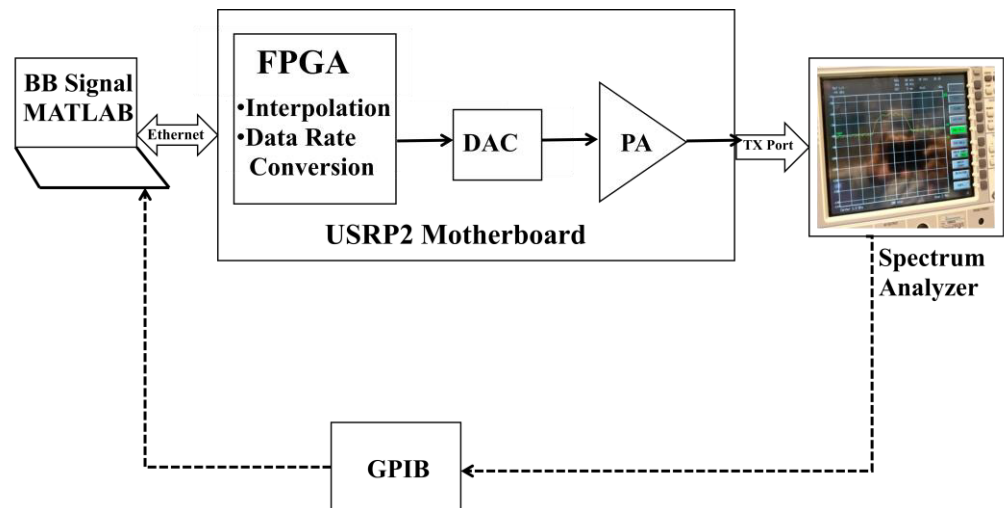 BB Signal
MATLAB
Ethernet
FPGA
•Interpolation
•Data Rate
Conversion
DAC
PA
USRP2 Motherboard
TX Port
Spectrum
Analyzer
GPIB